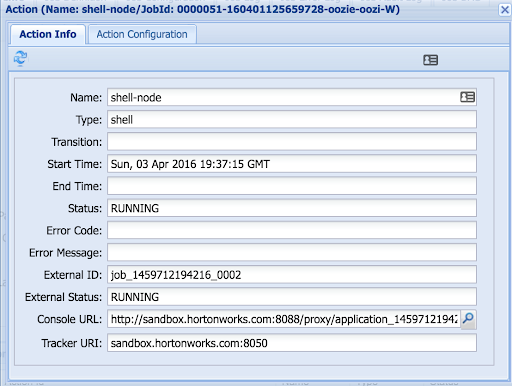 Action (Name: shell-node/JobId: 0000051-160401125659728-oozie-oozi-W)
Action Info Action Configuration
Name: shell-node
Type: shell
Transition:
Start Time: Sun, 03 Apr 2016 19:37:15 GMT
End Time:
Status: RUNNING
Error Code:
Error Message:
External ID: job_1459712194216_0002
External Status: RUNNING
Console URL: http://sandbox.hortonworks.com:8088/proxy/application_1459712194
Tracker URI: sandbox.hortonworks.com:8050